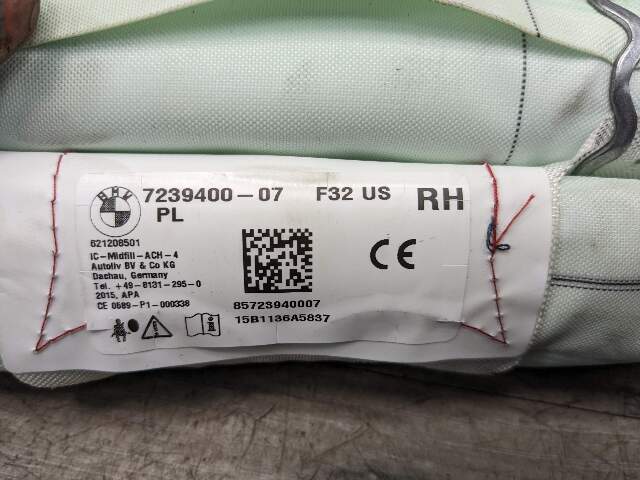 BMW
7239400-07 F32 US RH
PL
621208501
IC-Midfill-ACH-4
Autoliv BV & Co KG
Dachau, Germany
Tel. +49-8131-295-0
2015, APA
CE 0589-P1-000338
CE
85723940007
15B1136A5837